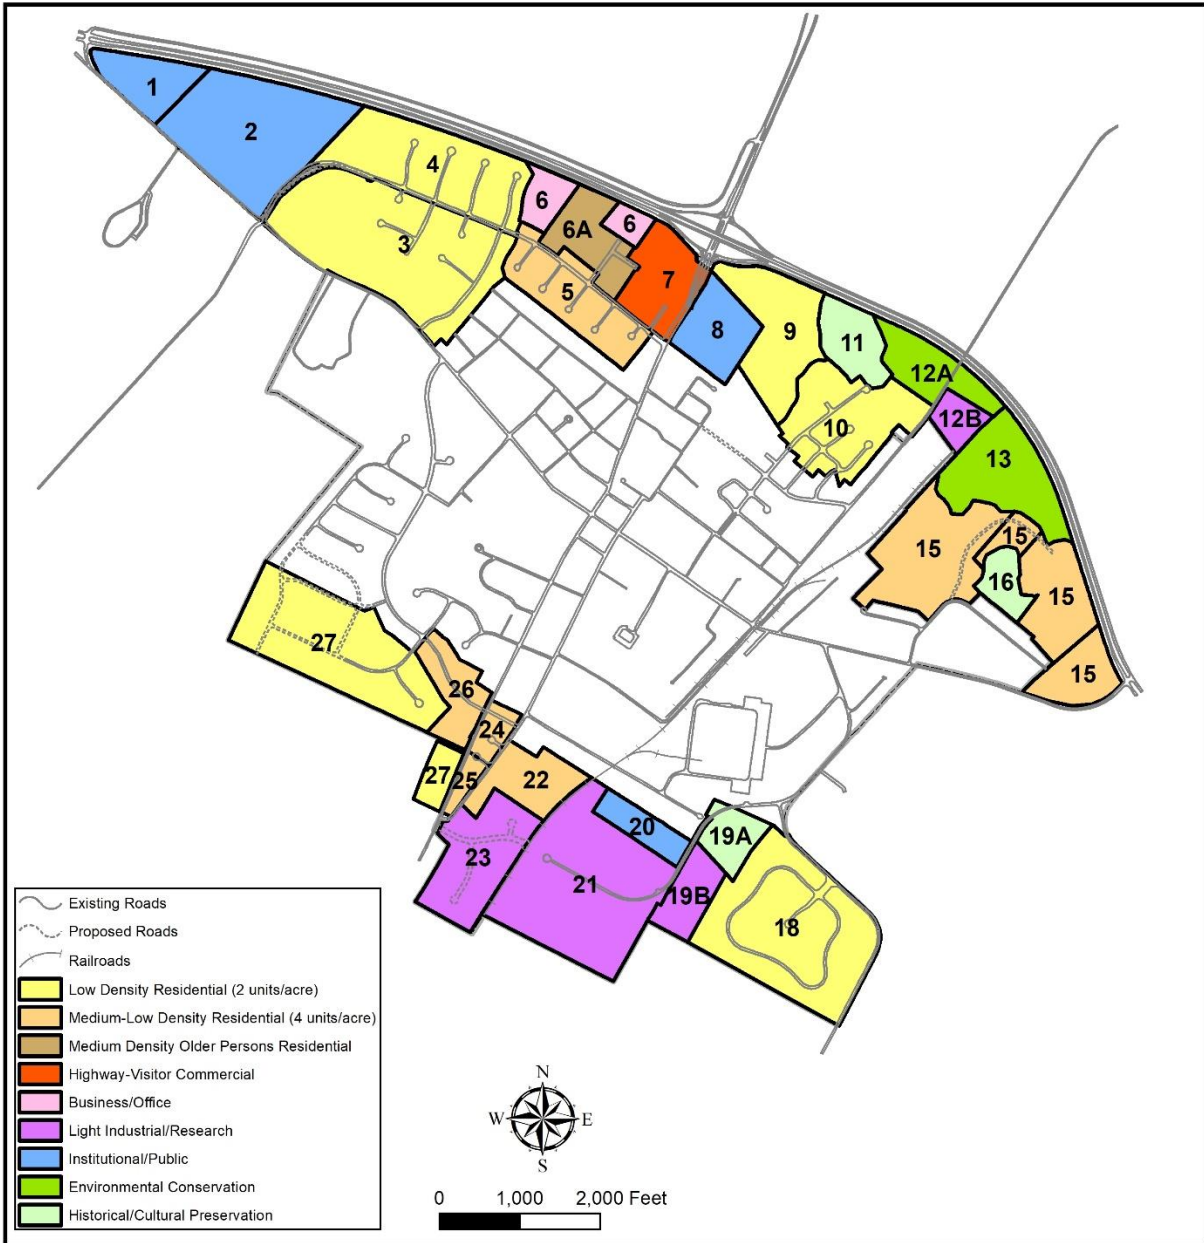 1
2
4
3
6
6A
6
5
7
8
9
11
12A
10
12B
13
15
15
16
15
15
27
26
24
27
25
22
20
19A
23
21
19B
18
Existing Roads
Proposed Roads
Railroads
Low Density Residential (2 units/acre)
Medium-Low Density Residential (4 units/acre)
Medium Density Older Persons Residential
Highway-Visitor Commercial
Business/Office
Light Industrial/Research
Institutional/Public
Environmental Conservation
Historical/Cultural Preservation
N
W E
S
0 1,000 2,000 Feet